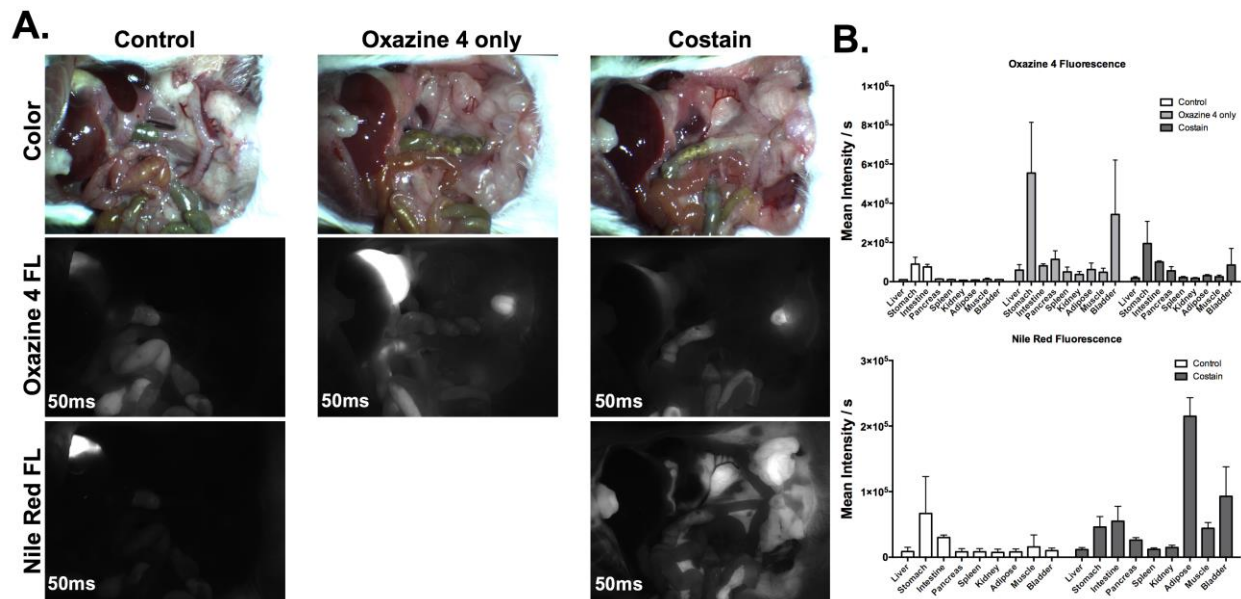 A.
Control
Oxazine 4 only
Costain
Color
Oxazine 4 FL
50ms
50ms
50ms
Nile Red FL
50ms
50ms
B.
Oxazine 4 Fluorescence
Mean Intensity / s
1×10⁶
8×10⁵
6×10⁵
4×10⁵
2×10⁵
0
Control
Oxazine 4 only
Costain
Liver
Stomach
Intestine
Pancreas
Spleen
Kidney
Adipose
Muscle
Bladder
Liver
Stomach
Intestine
Pancreas
Spleen
Kidney
Adipose
Muscle
Bladder
Liver
Stomach
Intestine
Pancreas
Spleen
Kidney
Adipose
Muscle
Bladder
Nile Red Fluorescence
Mean Intensity / s
3×10⁵
2×10⁵
1×10⁵
0
Control
Costain
Liver
Stomach
Intestine
Pancreas
Spleen
Kidney
Adipose
Muscle
Bladder
Liver
Stomach
Intestine
Pancreas
Spleen
Kidney
Adipose
Muscle
Bladder